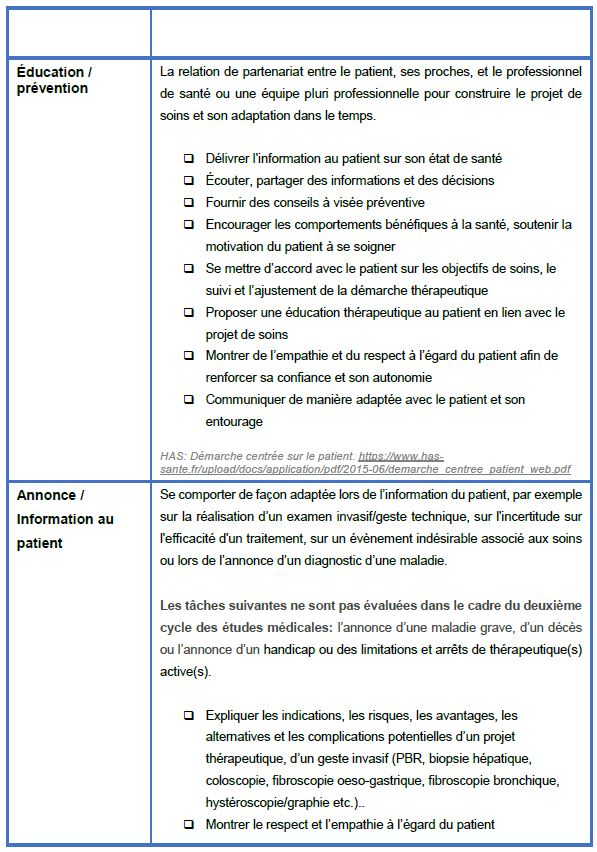 Éducation /
prévention
La relation de partenariat entre le patient, ses proches, et le professionnel
de santé ou une équipe pluri professionnelle pour construire le projet de
soins et son adaptation dans le temps.
❑ Délivrer l'information au patient sur son état de santé
❑ Écouter, partager des informations et des décisions
❑ Fournir des conseils à visée préventive
❑ Encourager les comportements bénéfiques à la santé, soutenir la
motivation du patient à se soigner
❑ Se mettre d'accord avec le patient sur les objectifs de soins, le
suivi et l'ajustement de la démarche thérapeutique
❑ Proposer une éducation thérapeutique au patient en lien avec le
projet de soins
❑ Montrer de l'empathie et du respect à l'égard du patient afin de
renforcer sa confiance et son autonomie
❑ Communiquer de manière adaptée avec le patient et son
entourage
HAS: Démarche centrée sur le patient. https://www.has-
sante.fr/upload/docs/application/pdf/2015-06/demarche_centree_patient_web.pdf
Annonce /
Information au
patient
Se comporter de façon adaptée lors de l'information du patient, par exemple
sur la réalisation d'un examen invasif/geste technique, sur l'incertitude sur
l'efficacité d'un traitement, sur un évènement indésirable associé aux soins
ou lors de l'annonce d'un diagnostic d'une maladie.
Les tâches suivantes ne sont pas évaluées dans le cadre du deuxième
cycle des études médicales: l'annonce d'une maladie grave, d'un décès
ou l'annonce d'un handicap ou des limitations et arrêts de thérapeutique(s)
active(s).
❑ Expliquer les indications, les risques, les avantages, les
alternatives et les complications potentielles d'un projet
thérapeutique, d'un geste invasif (PBR, biopsie hépatique,
coloscopie, fibroscopie oeso-gastrique, fibroscopie bronchique,
hystéroscopie/graphie etc.)..
❑ Montrer le respect et l'empathie à l'égard du patient